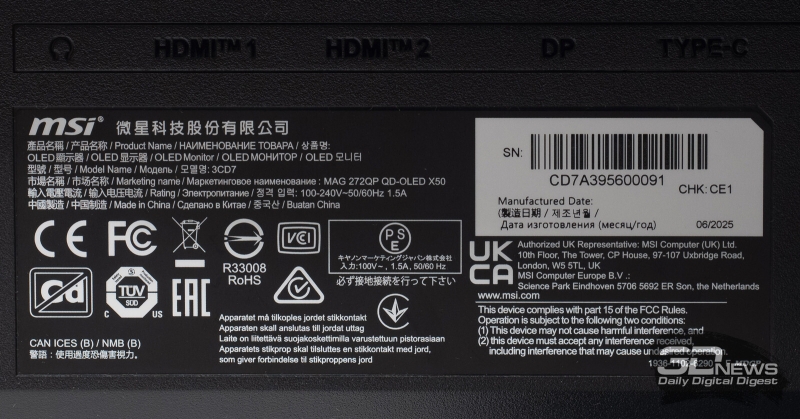 HDMI™ 1 HDMI™ 2 DP TYPE-C
msi® 微星科技股份有限公司
產品名稱 / 产品名称 / Product Name / НАИМЕНОВАНИЕ ТОВАРА / 상품명:
OLED 顯示器 / OLED 显示器 / OLED Monitor / OLED МОНИТОР / OLED 모니터
型號 / 型号 / Model Name / Модель / 모델명: 3CD7
市場名稱 / 市场名称 / Marketing name / Маркетинговое наименование : MAG 272QP QD-OLED X50
輸入電壓電流 / 输入电压电流 / Rating / Электропитание / 정격 입력: 100-240V~50/60Hz 1.5A
中國製造 / 中国制造 / Made in China / Сделано в Китае / 중국산 / Buatan China
SN:
CD7A395600091
CHK: CE1
Manufactured Date:
(製造日期 / 제조년월 /
Дата изготовления (месяц/год)
06/2025
CE FC
R33008
RoHS
VCI
PS
E
キヤノンマーケティングジャパン株式会社
入力:100V~, 1.5A, 50/60 Hz
必ず接地接続を行って下さい
Cd
C TÜV SUD US
EAC
Apparatet må tilkoples jordet stikkontakt
Apparaten skall anslutas till jordat uttag
Laite on liitettävä suojakoskettimilla varustettuun pistorasiaan
Apparatets stikprop skal tilsluttes en stikkontakt med jord,
som giver forbindelse til stikproppens jord
CAN ICES (B) / NMB (B)
警語: 使用過度恐傷害視力。
UK
CA
Authorized UK Representative: MSI Computer (UK) Ltd.
10th Floor, The Tower, CP House, 97-107 Uxbridge Road,
London, W5 5TL, UK
MSI Computer Europe B.V.:
Science Park Eindhoven 5706 5692 ER Son, the Netherlands
www.msi.com
This device complies with part 15 of the FCC Rules.
Operation is subject to the following two conditions:
(1) This device may not cause harmful interference, and
(2) this device must accept any interference received,
including interference that may cause undesired operation.
3DNEWS
Daily Digital Digest